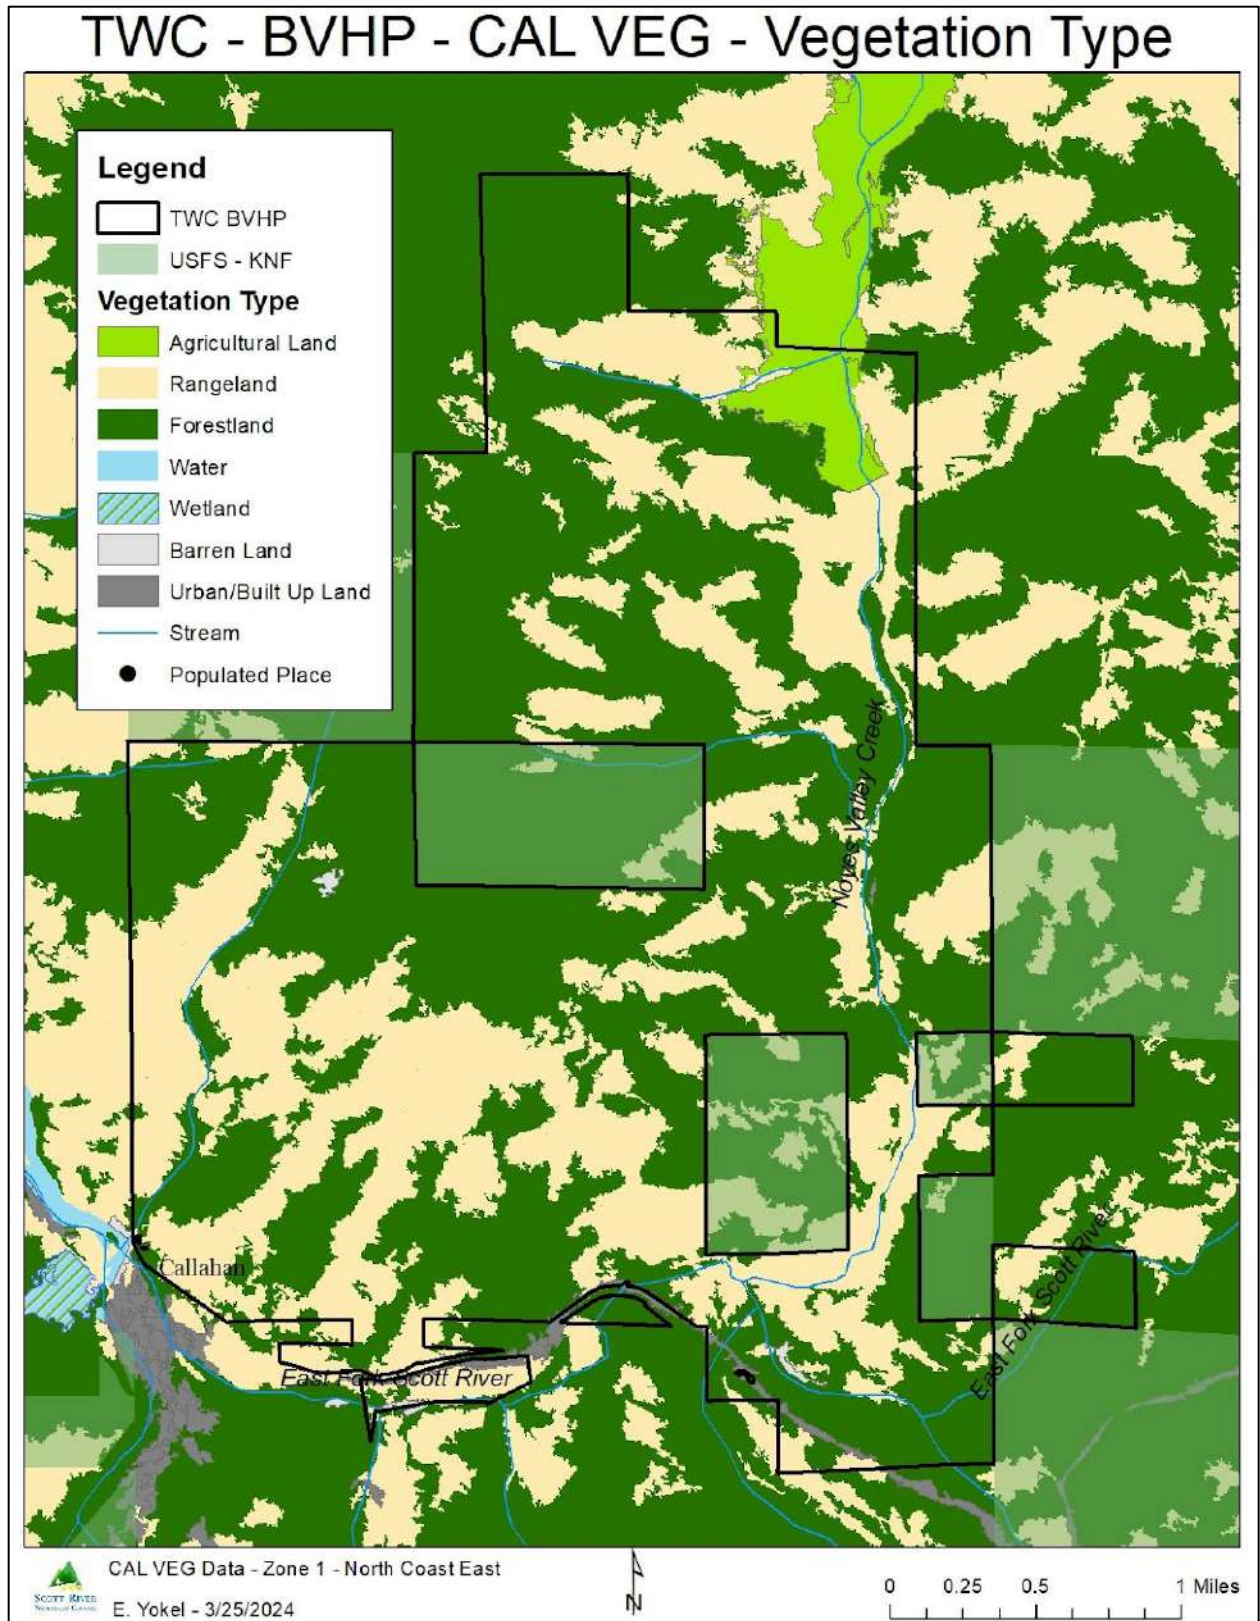 TWC - BVHP - CAL VEG - Vegetation Type
Legend
TWC BVHP
USFS - KNF
Vegetation Type
Agricultural Land
Rangeland
Forestland
Water
Wetland
Barren Land
Urban/Built Up Land
Stream
Populated Place
Noyes Valley Creek
Callahan
East Fork Scott River
East Fork Scott River
SCOTT RIVER
CAL VEG Data - Zone 1 - North Coast East
E. Yokel - 3/25/2024
N
0 0.25 0.5 1 Miles